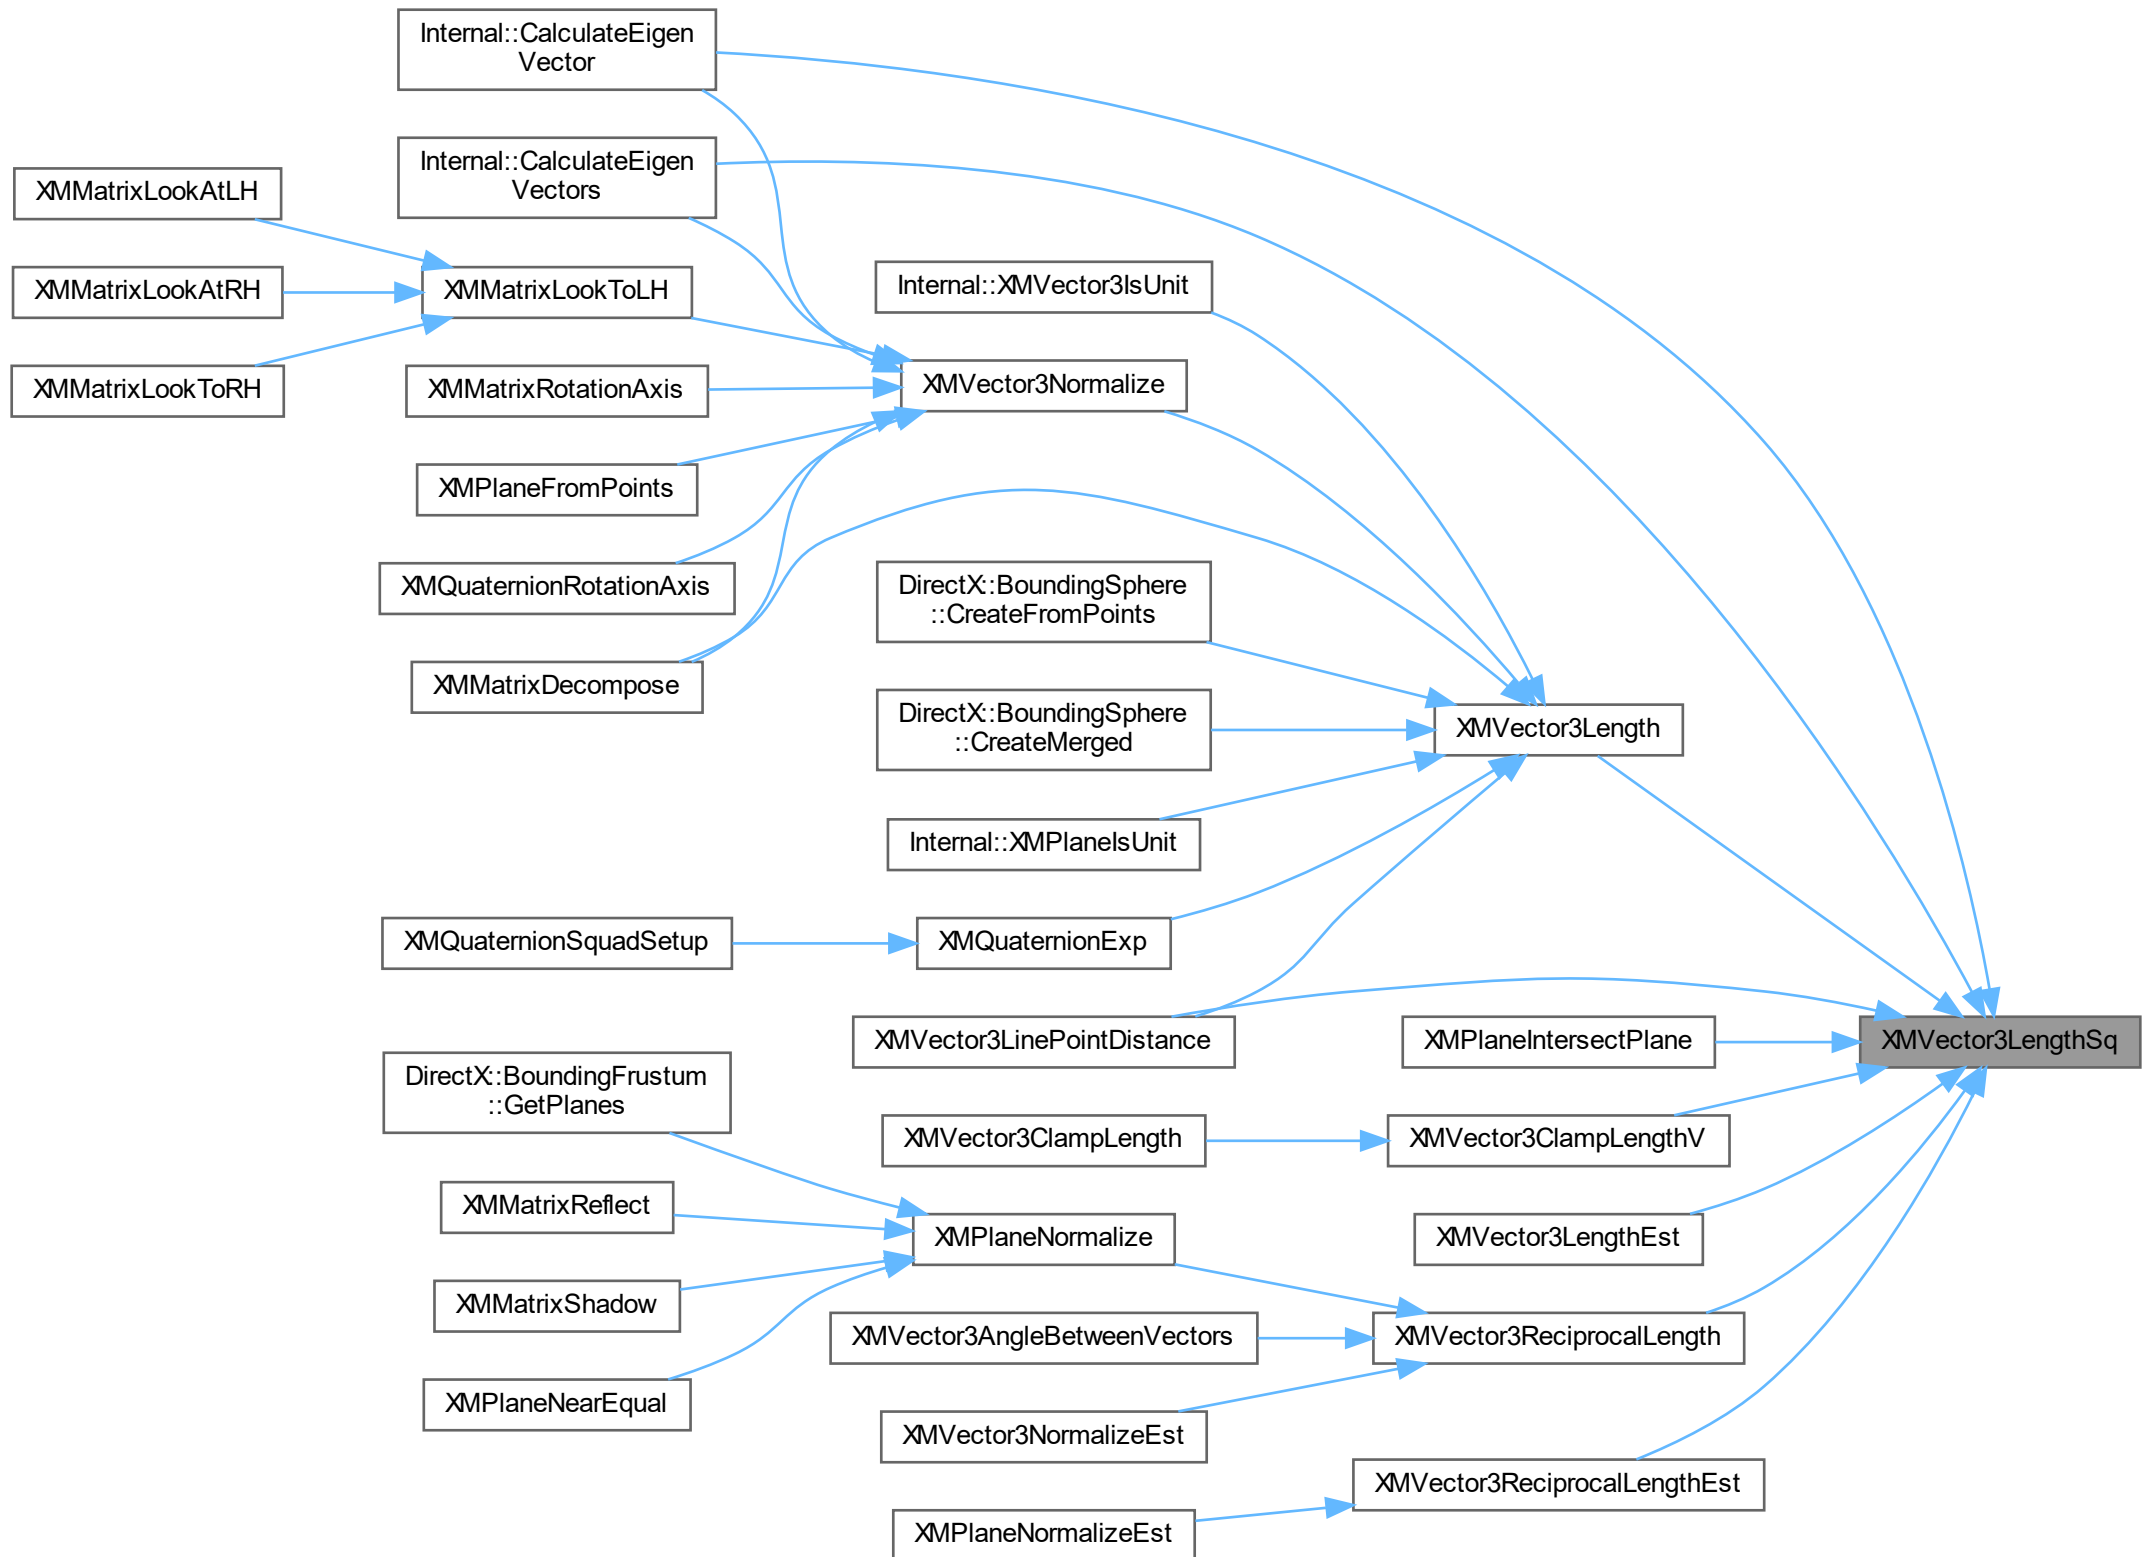 Internal::CalculateEigen
Vector
Internal::CalculateEigen
Vectors
XMMatrixLookAtLH
XMMatrixLookAtRH
XMMatrixLookToRH
XMMatrixLookToLH
XMMatrixRotationAxis
XMPlaneFromPoints
XMQuaternionRotationAxis
XMMatrixDecompose
Internal::XMVector3IsUnit
XMVector3Normalize
DirectX::BoundingSphere
::CreateFromPoints
DirectX::BoundingSphere
::CreateMerged
XMVector3Length
Internal::XMPlaneIsUnit
XMQuaternionSquadSetup
XMQuaternionExp
XMVector3LinePointDistance
XMPlaneIntersectPlane
XMVector3LengthSq
DirectX::BoundingFrustum
::GetPlanes
XMVector3ClampLength
XMVector3ClampLengthV
XMMatrixReflect
XMPlaneNormalize
XMVector3LengthEst
XMMatrixShadow
XMVector3AngleBetweenVectors
XMVector3ReciprocalLength
XMPlaneNearEqual
XMVector3NormalizeEst
XMVector3ReciprocalLengthEst
XMPlaneNormalizeEst